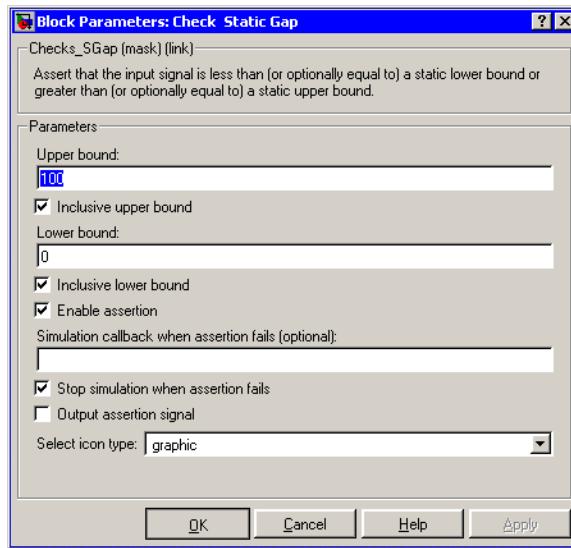 Block Parameters: Check Static Gap
Checks_SGap (mask) (link)
Assert that the input signal is less than (or optionally equal to) a static lower bound or
greater than (or optionally equal to) a static upper bound.
Parameters
Upper bound:
100
Inclusive upper bound
Lower bound:
0
Inclusive lower bound
Enable assertion
Simulation callback when assertion fails (optional):
Stop simulation when assertion fails
Output assertion signal
Select icon type: graphic
OK Cancel Help Apply